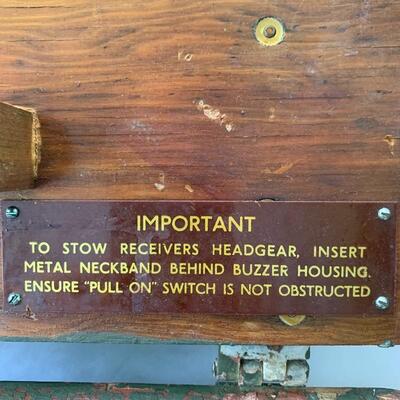 IMPORTANT
TO STOW RECEIVERS HEADGEAR, INSERT
METAL NECKBAND BEHIND BUZZER HOUSING.
ENSURE "PULL ON" SWITCH IS NOT OBSTRUCTED